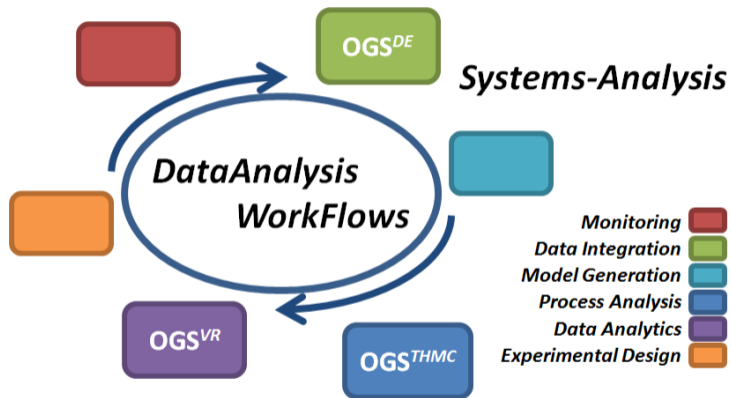 OGS^DE
Systems-Analysis
DataAnalysis
WorkFlows
OGS^VR
OGS^THMC
Monitoring
Data Integration
Model Generation
Process Analysis
Data Analytics
Experimental Design